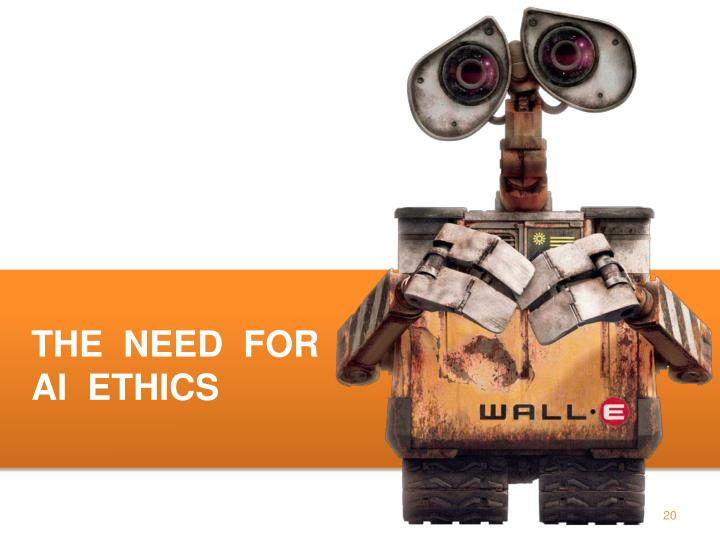 THE NEED FOR
AI ETHICS
WALL·E
20